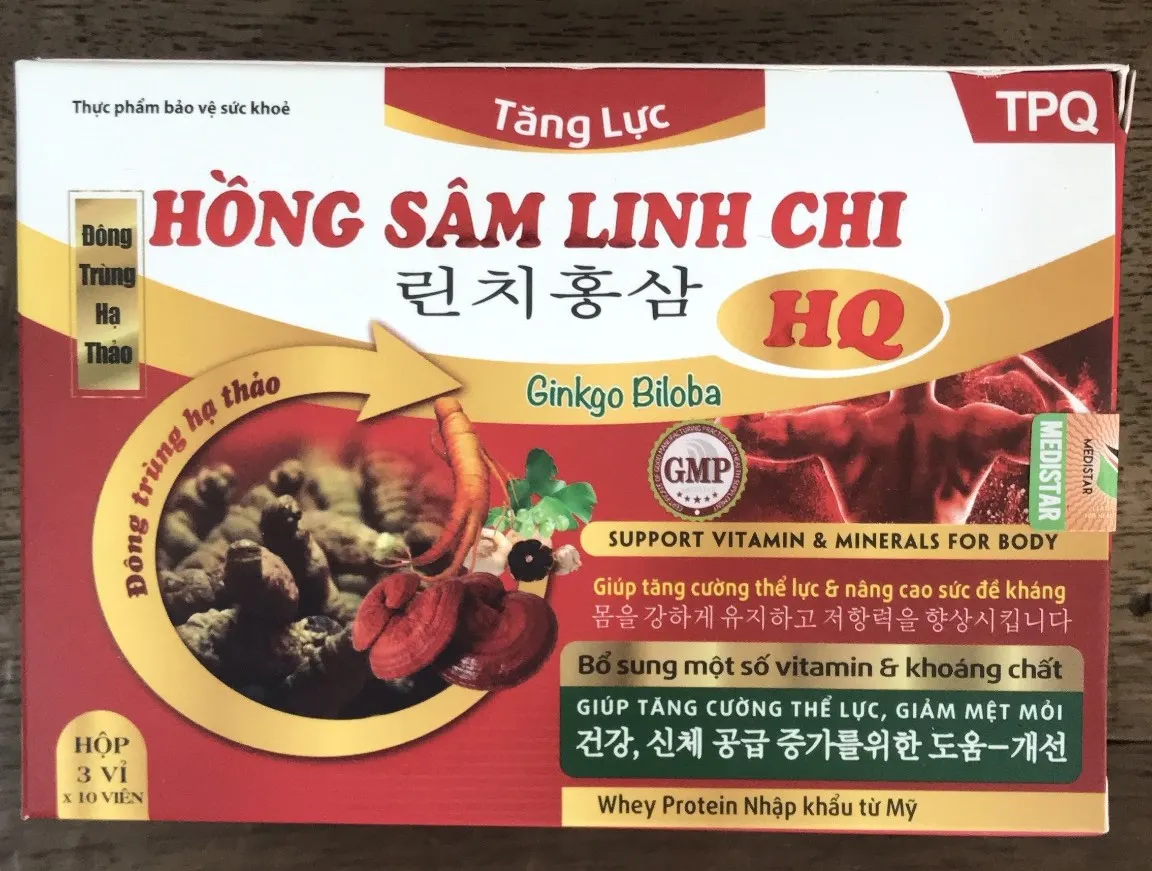 Thực phẩm bảo vệ sức khoẻ
Tăng Lực
TPQ
HỒNG SÂM LINH CHI
린치홍삼
HQ
Đông
Trùng
Hạ
Thảo
Ginkgo Biloba
Đông trùng hạ thảo
GMP
MEDISTAR
MEDISTAR
SUPPORT VITAMIN & MINERALS FOR BODY
Giúp tăng cường thể lực & nâng cao sức đề kháng
몸을 강하게 유지하고 저항력을 향상시킵니다
Bổ sung một số vitamin & khoáng chất
GIÚP TĂNG CƯỜNG THỂ LỰC, GIẢM MỆT MỎI
건강, 신체 공급 증가를위한 도움-개선
HỘP
3 VỈ
x 10 VIÊN
Whey Protein Nhập khẩu từ Mỹ